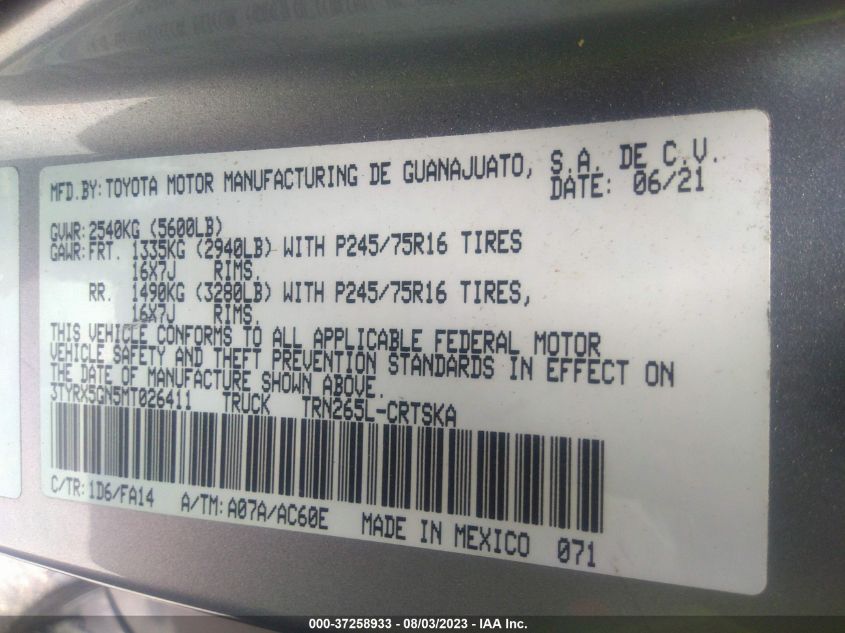 MFD.BY:TOYOTA MOTOR MANUFACTURING DE GUANAJUATO, S.A. DE C.V.
DATE: 06/21
GVWR:2540KG (5600LB)
GAWR:FRT. 1335KG (2940LB) WITH P245/75R16 TIRES
16X7J RIMS,
RR. 1490KG (3280LB) WITH P245/75R16 TIRES,
16X7J RIMS,
THIS VEHICLE CONFORMS TO ALL APPLICABLE FEDERAL MOTOR
VEHICLE SAFETY AND THEFT PREVENTION STANDARDS IN EFFECT ON
THE DATE OF MANUFACTURE SHOWN ABOVE.
3TYRX5GN5MT026411 TRUCK TRN265L-CRTSKA
C/TR:1D6/FA14 A/TM:A07A/AC60E MADE IN MEXICO 071
000-37258933 - 08/03/2023 - IAA Inc.